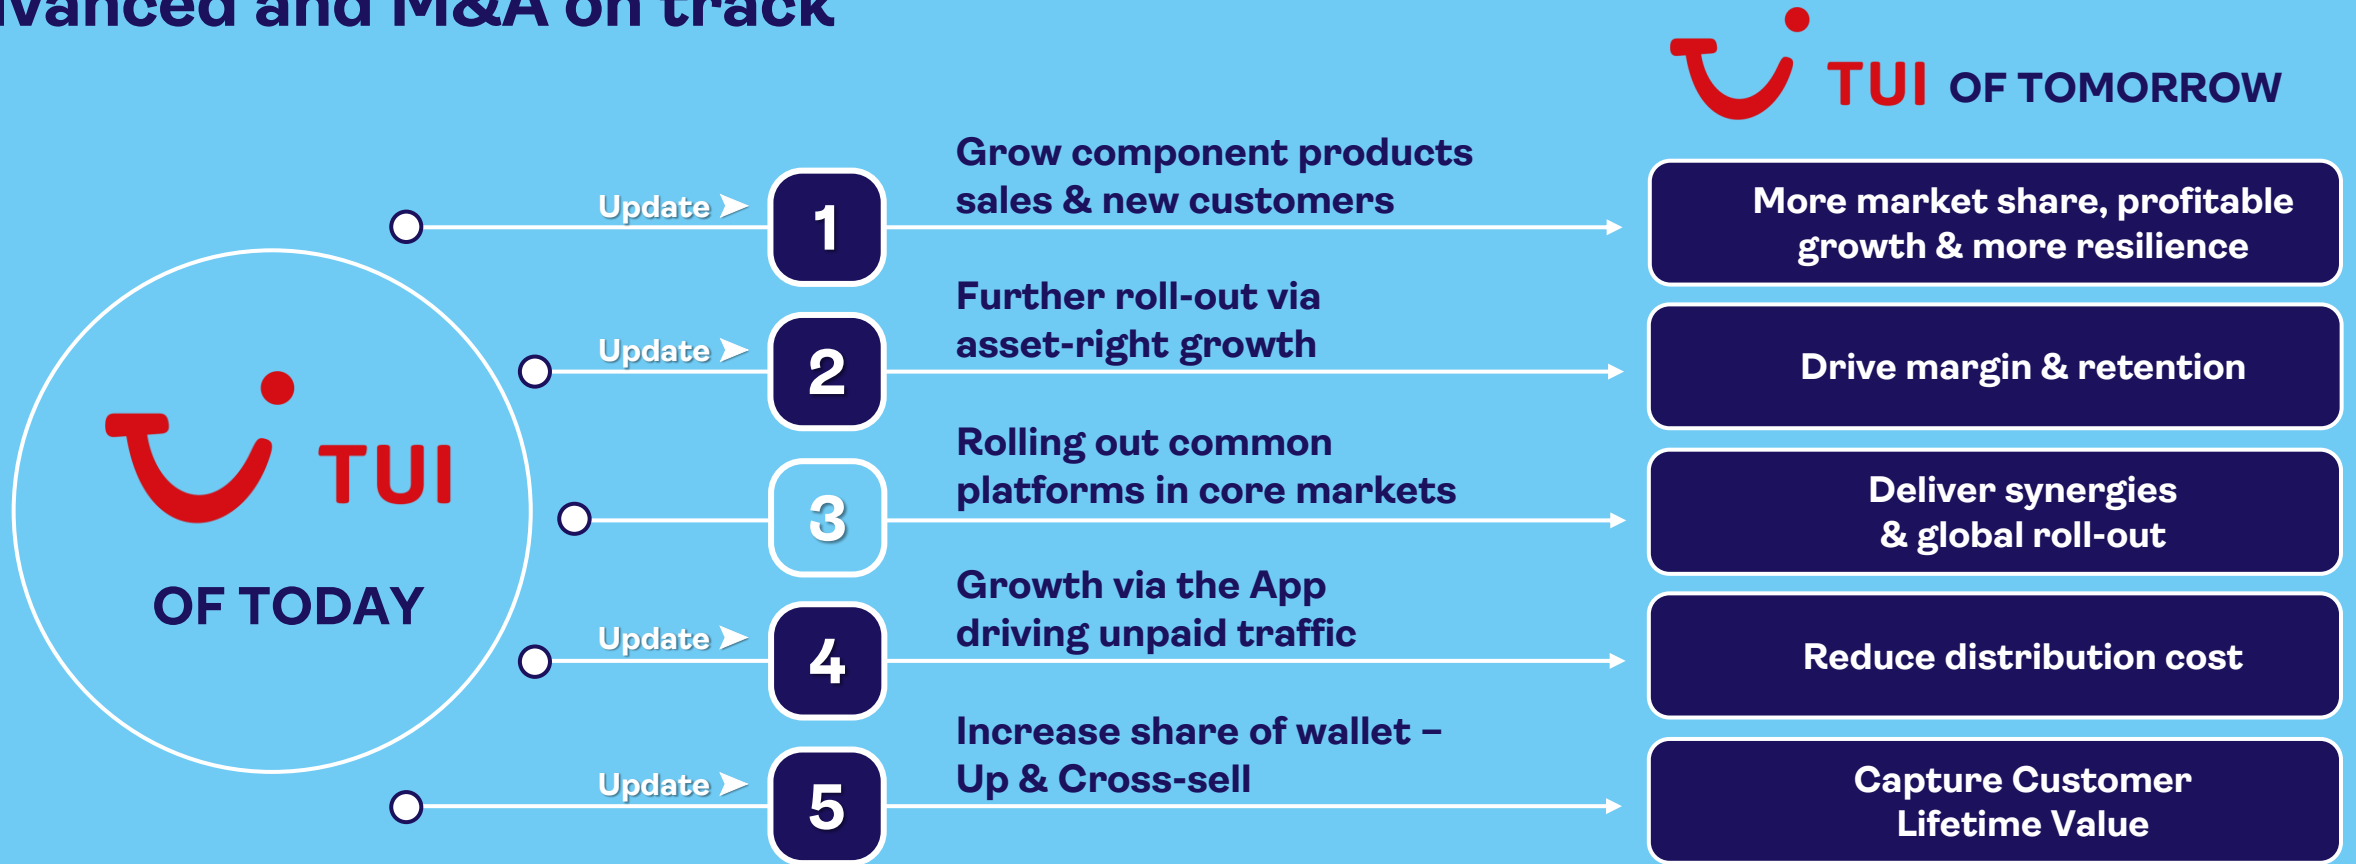 and M&A on track
TUI OF TOMORROW
Update
1
Grow component products
sales & new customers
More market share, profitable
growth & more resilience
Update
2
Further roll-out via
asset-right growth
Drive margin & retention
3
Rolling out common
platforms in core markets
Deliver synergies
& global roll-out
TUI
OF TODAY
Update
4
Growth via the App
driving unpaid traffic
Reduce distribution cost
Update
5
Increase share of wallet –
Up & Cross-sell
Capture Customer
Lifetime Value